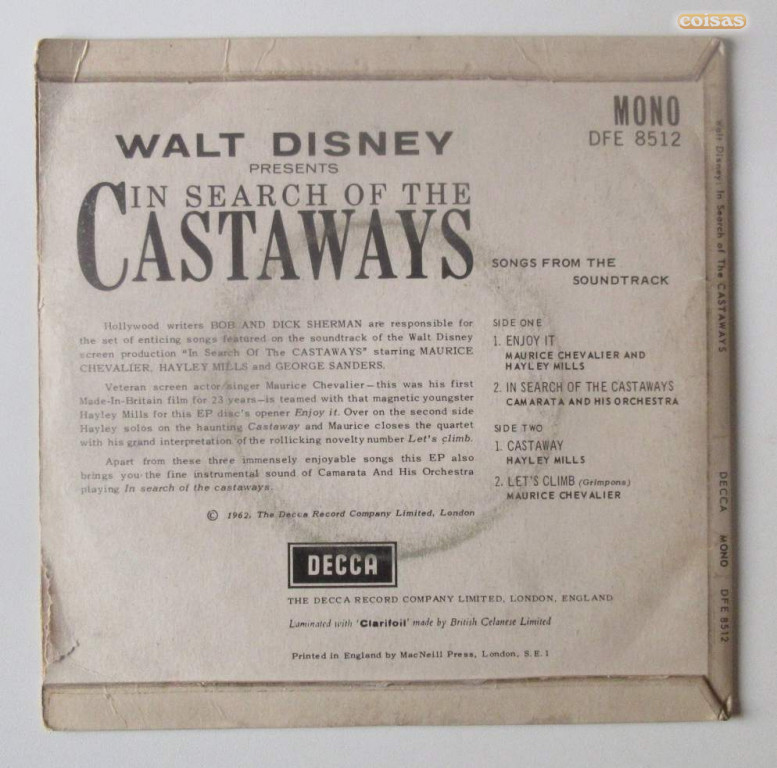 coisas
MONO
DFE 8512
WALT DISNEY
PRESENTS
IN SEARCH OF THE
CASTAWAYS
SONGS FROM THE
SOUNDTRACK
Hollywood writers BOB AND DICK SHERMAN are responsible for
the set of enticing songs featured on the soundtrack of the Walt Disney
screen production "In Search Of The CASTAWAYS" starring MAURICE
CHEVALIER, HAYLEY MILLS and GEORGE SANDERS.
Veteran screen actor/singer Maurice Chevalier—this was his first
Made-In-Britain film for 23 years—is teamed with that magnetic youngster
Hayley Mills for this EP disc's opener Enjoy it. Over on the second side
Hayley solos on the haunting Castaway and Maurice closes the quartet
with his grand interpretation of the rollicking novelty number Let's climb.
Apart from these three immensely enjoyable songs this EP also
brings you the fine instrumental sound of Camarata And His Orchestra
playing In search of the castaways.
© 1962, The Decca Record Company Limited, London
SIDE ONE
1. ENJOY IT
MAURICE CHEVALIER AND
HAYLEY MILLS
2. IN SEARCH OF THE CASTAWAYS
CAMARATA AND HIS ORCHESTRA
SIDE TWO
1. CASTAWAY
HAYLEY MILLS
2. LET'S CLIMB (Grimpons)
MAURICE CHEVALIER
DECCA
THE DECCA RECORD COMPANY LIMITED, LONDON, ENGLAND
Laminated with 'Clarifoil' made by British Celanese Limited
Printed in England by MacNeill Press, London, S.E.1
Walt Disney: In Search of The CASTAWAYS DECCA MONO DFE 8512